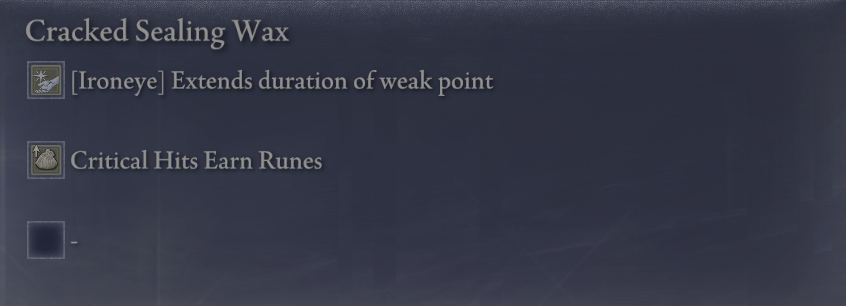 Cracked Sealing Wax
[Ironeye] Extends duration of weak point
Critical Hits Earn Runes
-